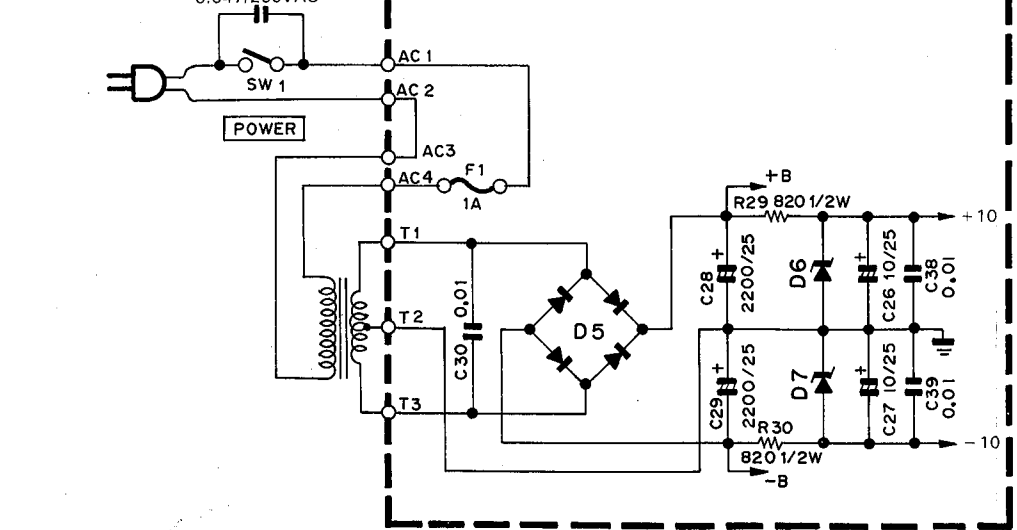 AC 1
SW 1
AC 2
POWER
AC3
F1
AC4
1A
+B
R29 820 1/2W
+10
T1
C30 0.01
D5
C28 2200/25
D6
C26 10/25
C38 0.01
T2
C29 2200/25
D7
C27 10/25
C39 0.01
T3
R30
820 1/2W
-10
-B